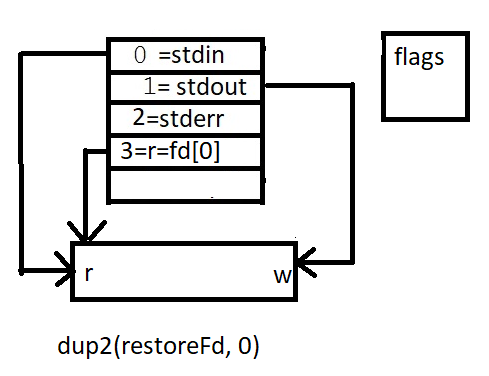 0 =stdin
flags
1= stdout
2=stderr
3=r=fd[0]
r
w
dup2(restoreFd, 0)